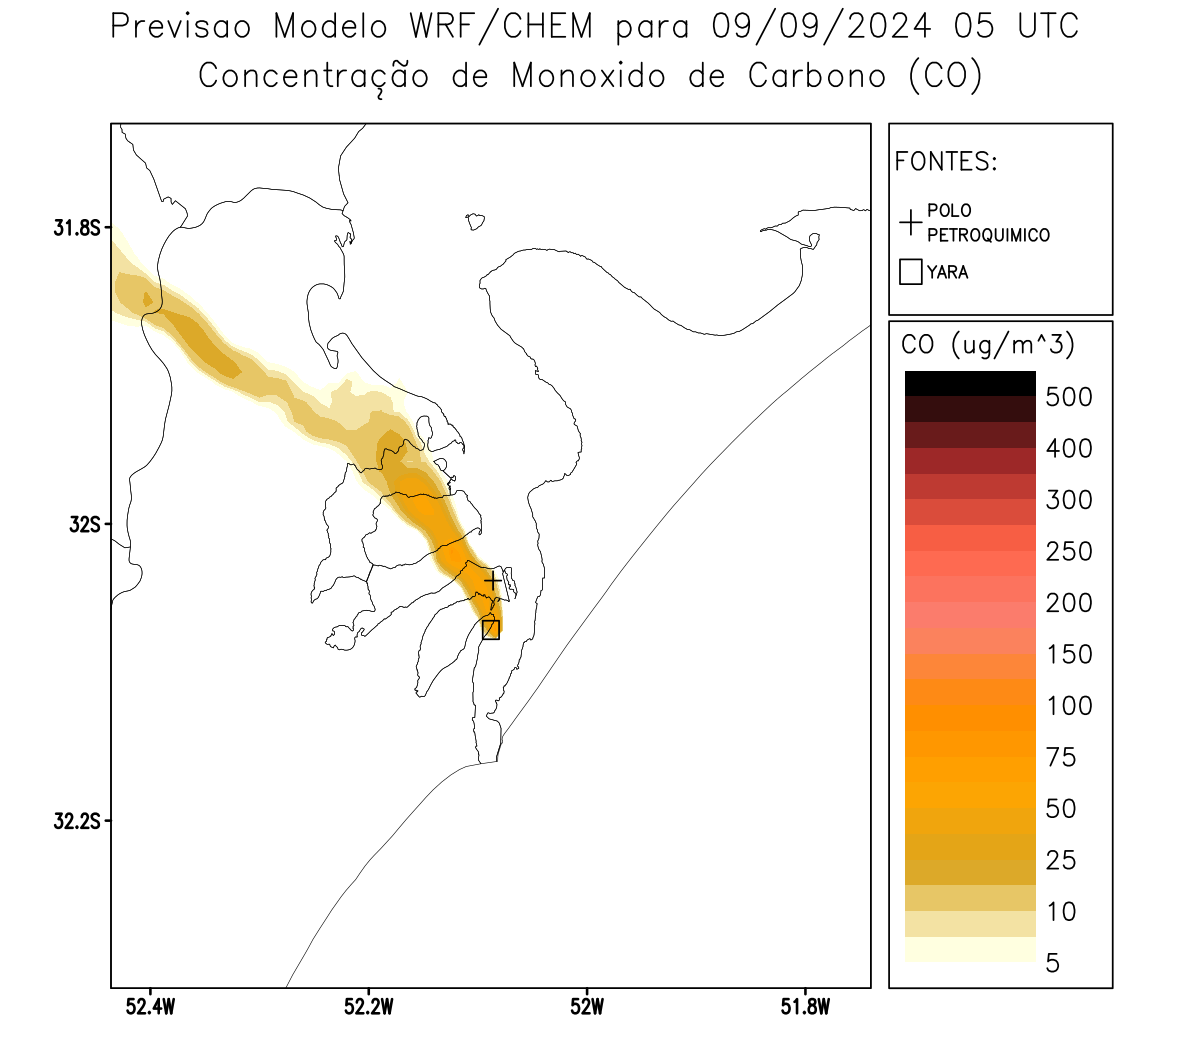 Previsao Modelo WRF/CHEM para 09/09/2024 05 UTC
Concentração de Monoxido de Carbono (CO)
FONTES:
POLO
PETROQUIMICO
YARA
CO (ug/m^3)
500
400
300
250
200
150
100
75
50
25
10
5
31.8S
32S
32.2S
52.4W
52.2W
52W
51.8W